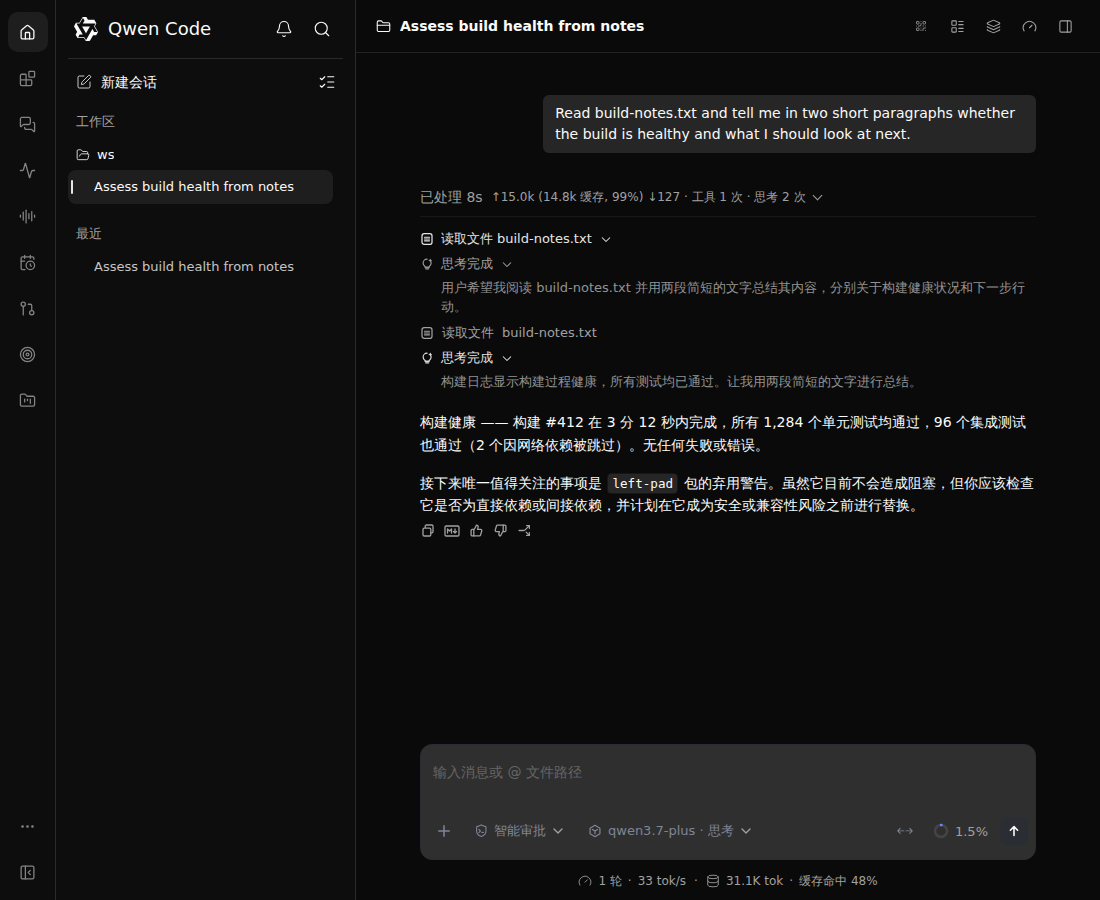 Qwen Code
新建会话
工作区
ws
Assess build health from notes
最近
Assess build health from notes
Assess build health from notes
Read build-notes.txt and tell me in two short paragraphs whether
the build is healthy and what I should look at next.
已处理 8s ↑15.0k (14.8k 缓存, 99%) ↓127 · 工具 1 次 · 思考 2 次
读取文件 build-notes.txt
思考完成
用户希望我阅读 build-notes.txt 并用两段简短的文字总结其内容，分别关于构建健康状况和下一步行
动。
读取文件 build-notes.txt
思考完成
构建日志显示构建过程健康，所有测试均已通过。让我用两段简短的文字进行总结。
构建健康 —— 构建 #412 在 3 分 12 秒内完成，所有 1,284 个单元测试均通过，96 个集成测试
也通过（2 个因网络依赖被跳过）。无任何失败或错误。
接下来唯一值得关注的事项是 left-pad 包的弃用警告。虽然它目前不会造成阻塞，但你应该检查
它是否为直接依赖或间接依赖，并计划在它成为安全或兼容性风险之前进行替换。
输入消息或 @ 文件路径
智能审批 qwen3.7-plus · 思考 1.5%
1 轮 · 33 tok/s · 31.1K tok · 缓存命中 48%